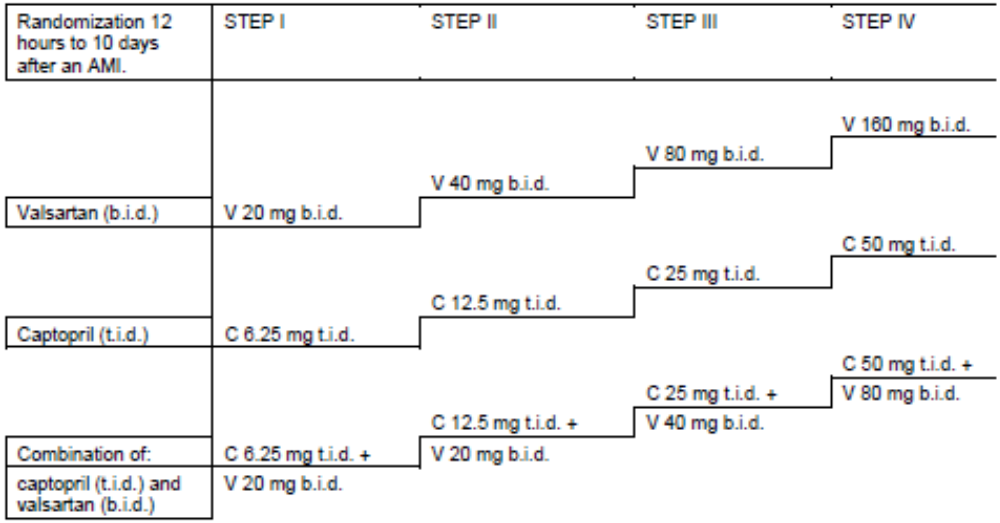 Randomization 12 hours to 10 days after an AMI.
STEP I
STEP II
STEP III
STEP IV
V 160 mg b.i.d.
V 80 mg b.i.d.
V 40 mg b.i.d.
Valsartan (b.i.d.)
V 20 mg b.i.d.
C 50 mg t.i.d.
C 25 mg t.i.d.
C 12.5 mg t.i.d.
Captopril (t.i.d.)
C 6.25 mg t.i.d.
C 50 mg t.i.d. +
V 80 mg b.i.d.
C 25 mg t.i.d. +
V 40 mg b.i.d.
C 12.5 mg t.i.d. +
V 20 mg b.i.d.
Combination of:
C 6.25 mg t.i.d. +
captopril (t.i.d.) and
valsartan (b.i.d.)
V 20 mg b.i.d.